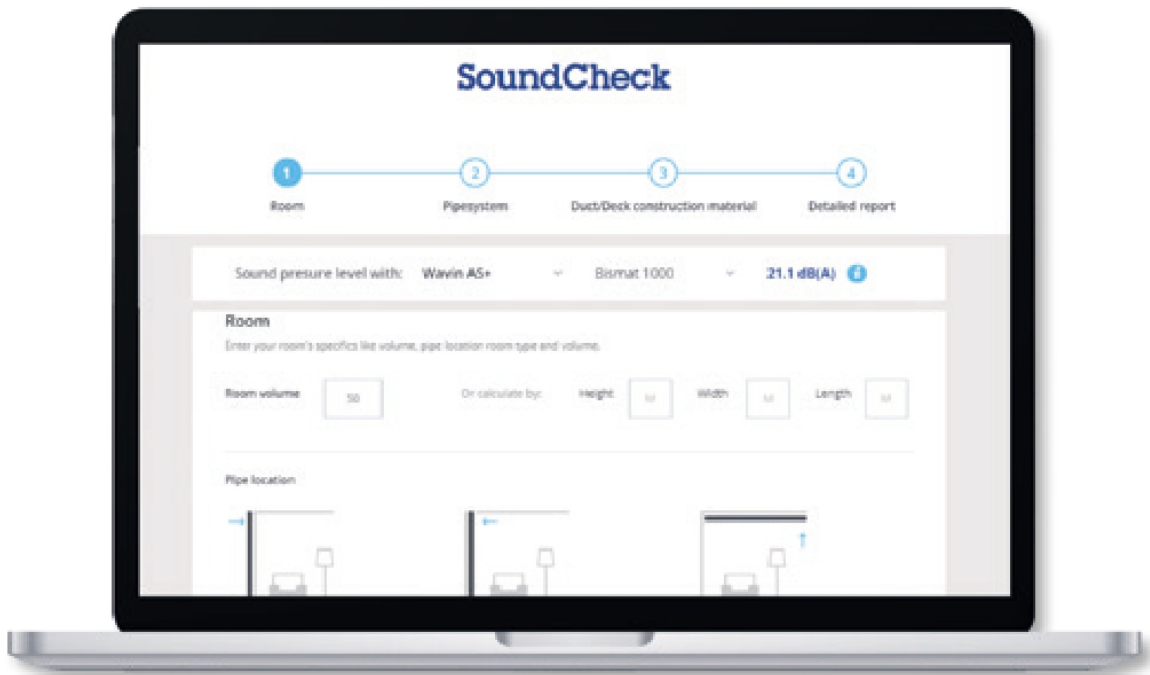 SoundCheck
1 2 3 4
Room Pipesystem Duct/Deck construction material Detailed report
Sound presure level with: Wavin AS+ Bismat 1000 21.1 dB(A)
Room
Enter your room's specifics like volume, pipe location room type and volume.
Room volume 50 Or calculate by: Height M Width M Length M
Pipe location